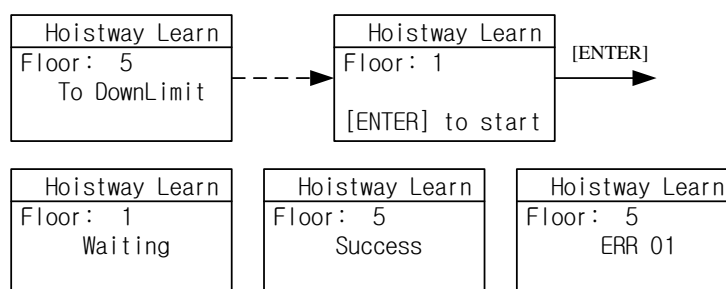 Hoistway Learn
Floor: 5
To DownLimit
Hoistway Learn
Floor: 1
[ENTER] to start
[ENTER]
Hoistway Learn
Floor: 1
Waiting
Hoistway Learn
Floor: 5
Success
Hoistway Learn
Floor: 5
ERR 01